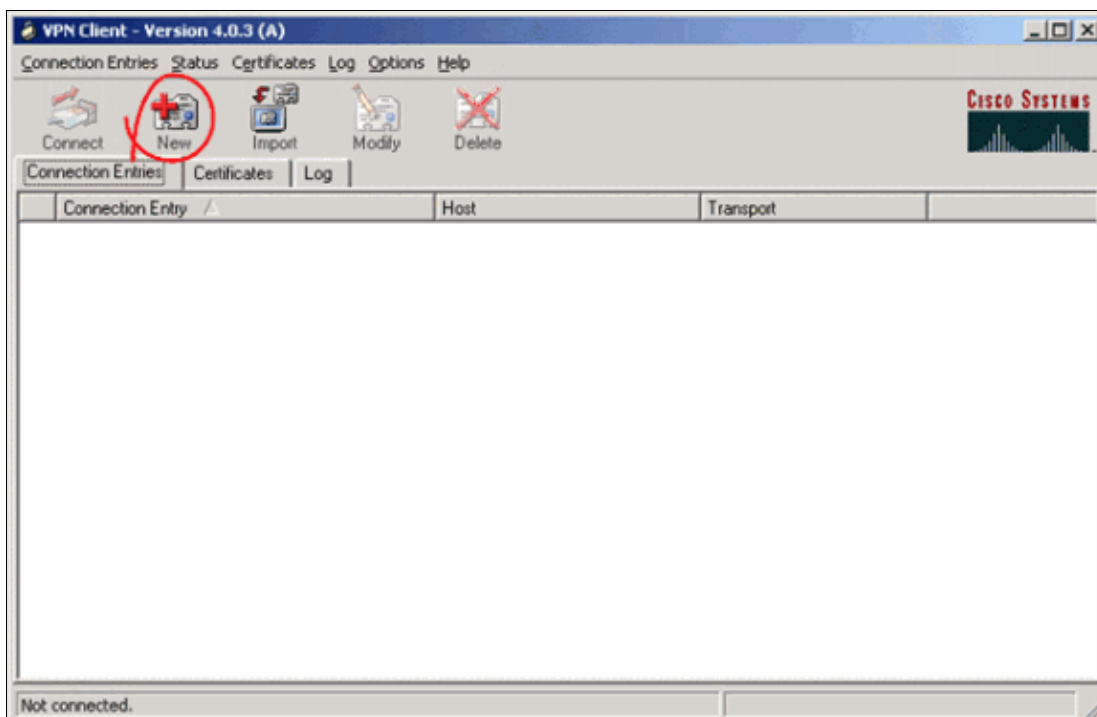 VPN Client - Version 4.0.3 (A)
Connection Entries Status Certificates Log Options Help
Connect New Import Modify Delete
CISCO SYSTEMS
Connection Entries Certificates Log
Connection Entry Host Transport
Not connected.